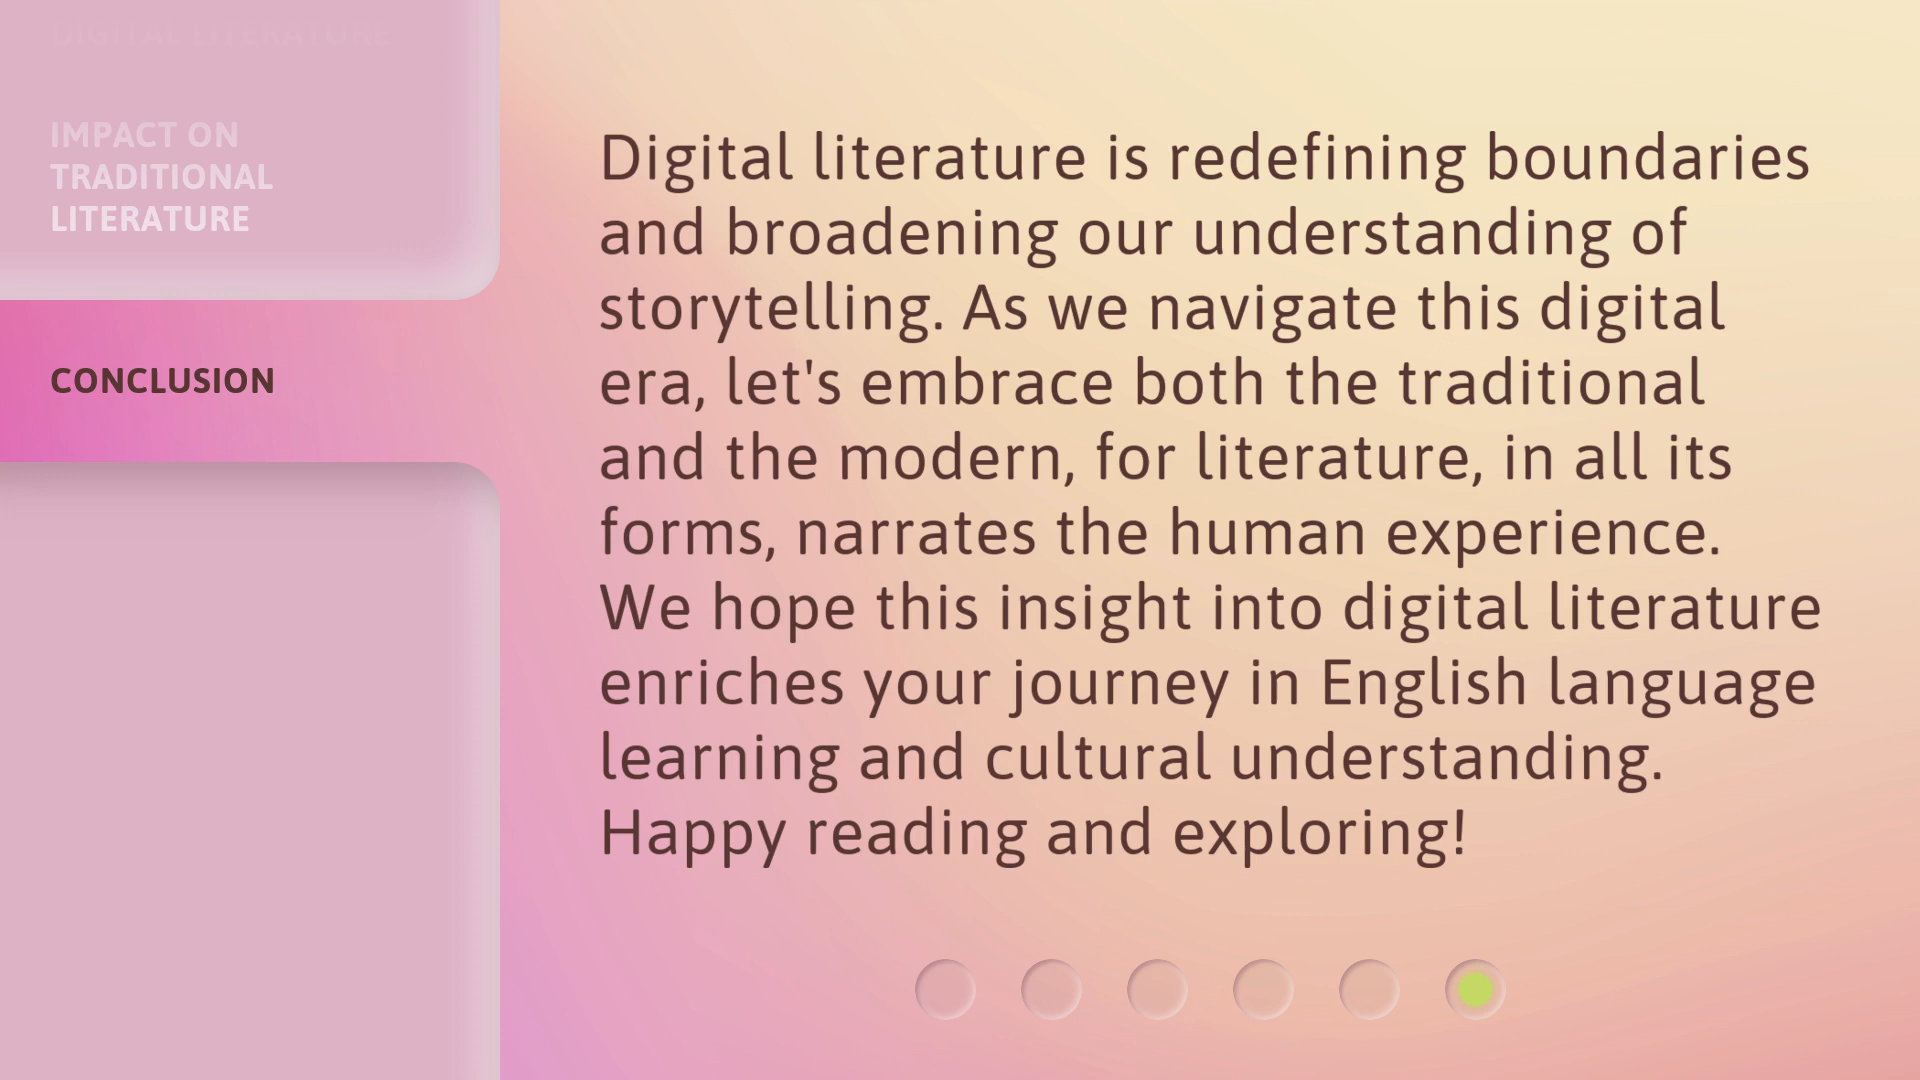 DIGITAL LITERATURE
IMPACT ON
TRADITIONAL
LITERATURE
CONCLUSION
Digital literature is redefining boundaries
and broadening our understanding of
storytelling. As we navigate this digital
era, let's embrace both the traditional
and the modern, for literature, in all its
forms, narrates the human experience.
We hope this insight into digital literature
enriches your journey in English language
learning and cultural understanding.
Happy reading and exploring!